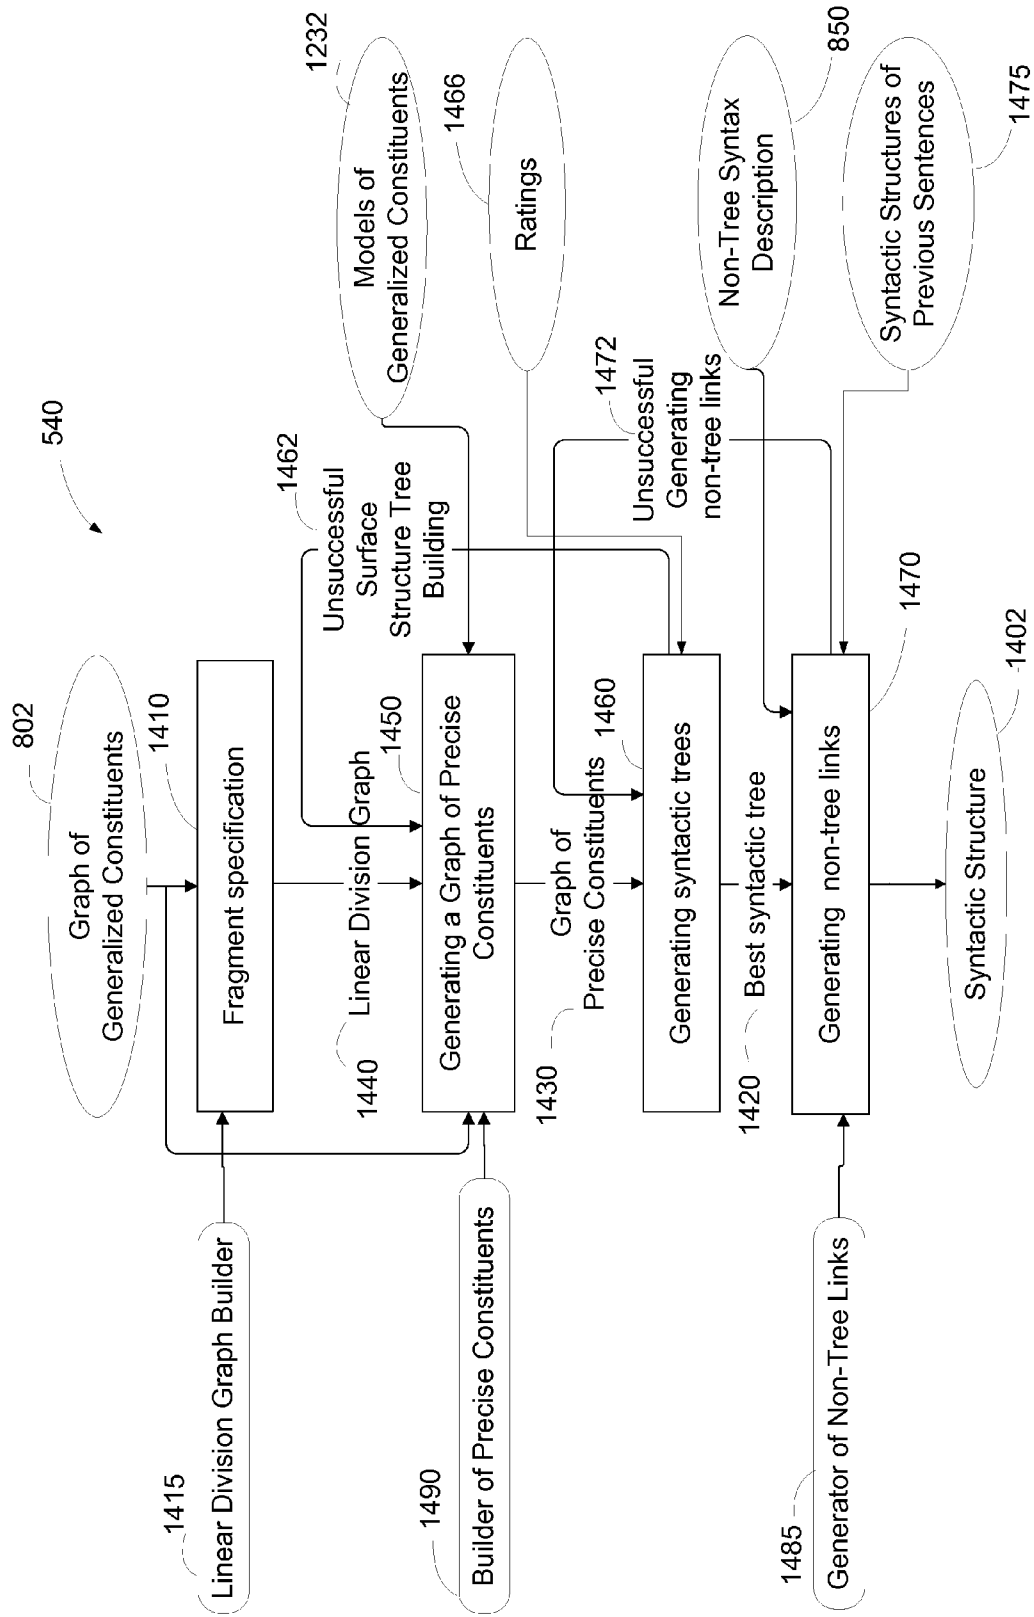 540
802
Graph of
Generalized Constituents
1415
Linear Division Graph Builder
1410
Fragment specification
1462
Unsuccessful
Surface
Structure Tree
Building
1232
Models of
Generalized Constituents
1440
Linear Division Graph
1450
Generating a Graph of Precise
Constituents
1490
Builder of Precise Constituents
1466
Ratings
1430
Graph of
Precise Constituents
1460
Generating syntactic trees
1472
Unsuccessful
Generating
non-tree links
850
Non-Tree Syntax
Description
1420
Best syntactic tree
1485
Generator of Non-Tree Links
Generating non-tree links
1470
Syntactic Structures of
Previous Sentences
1475
Syntactic Structure
1402